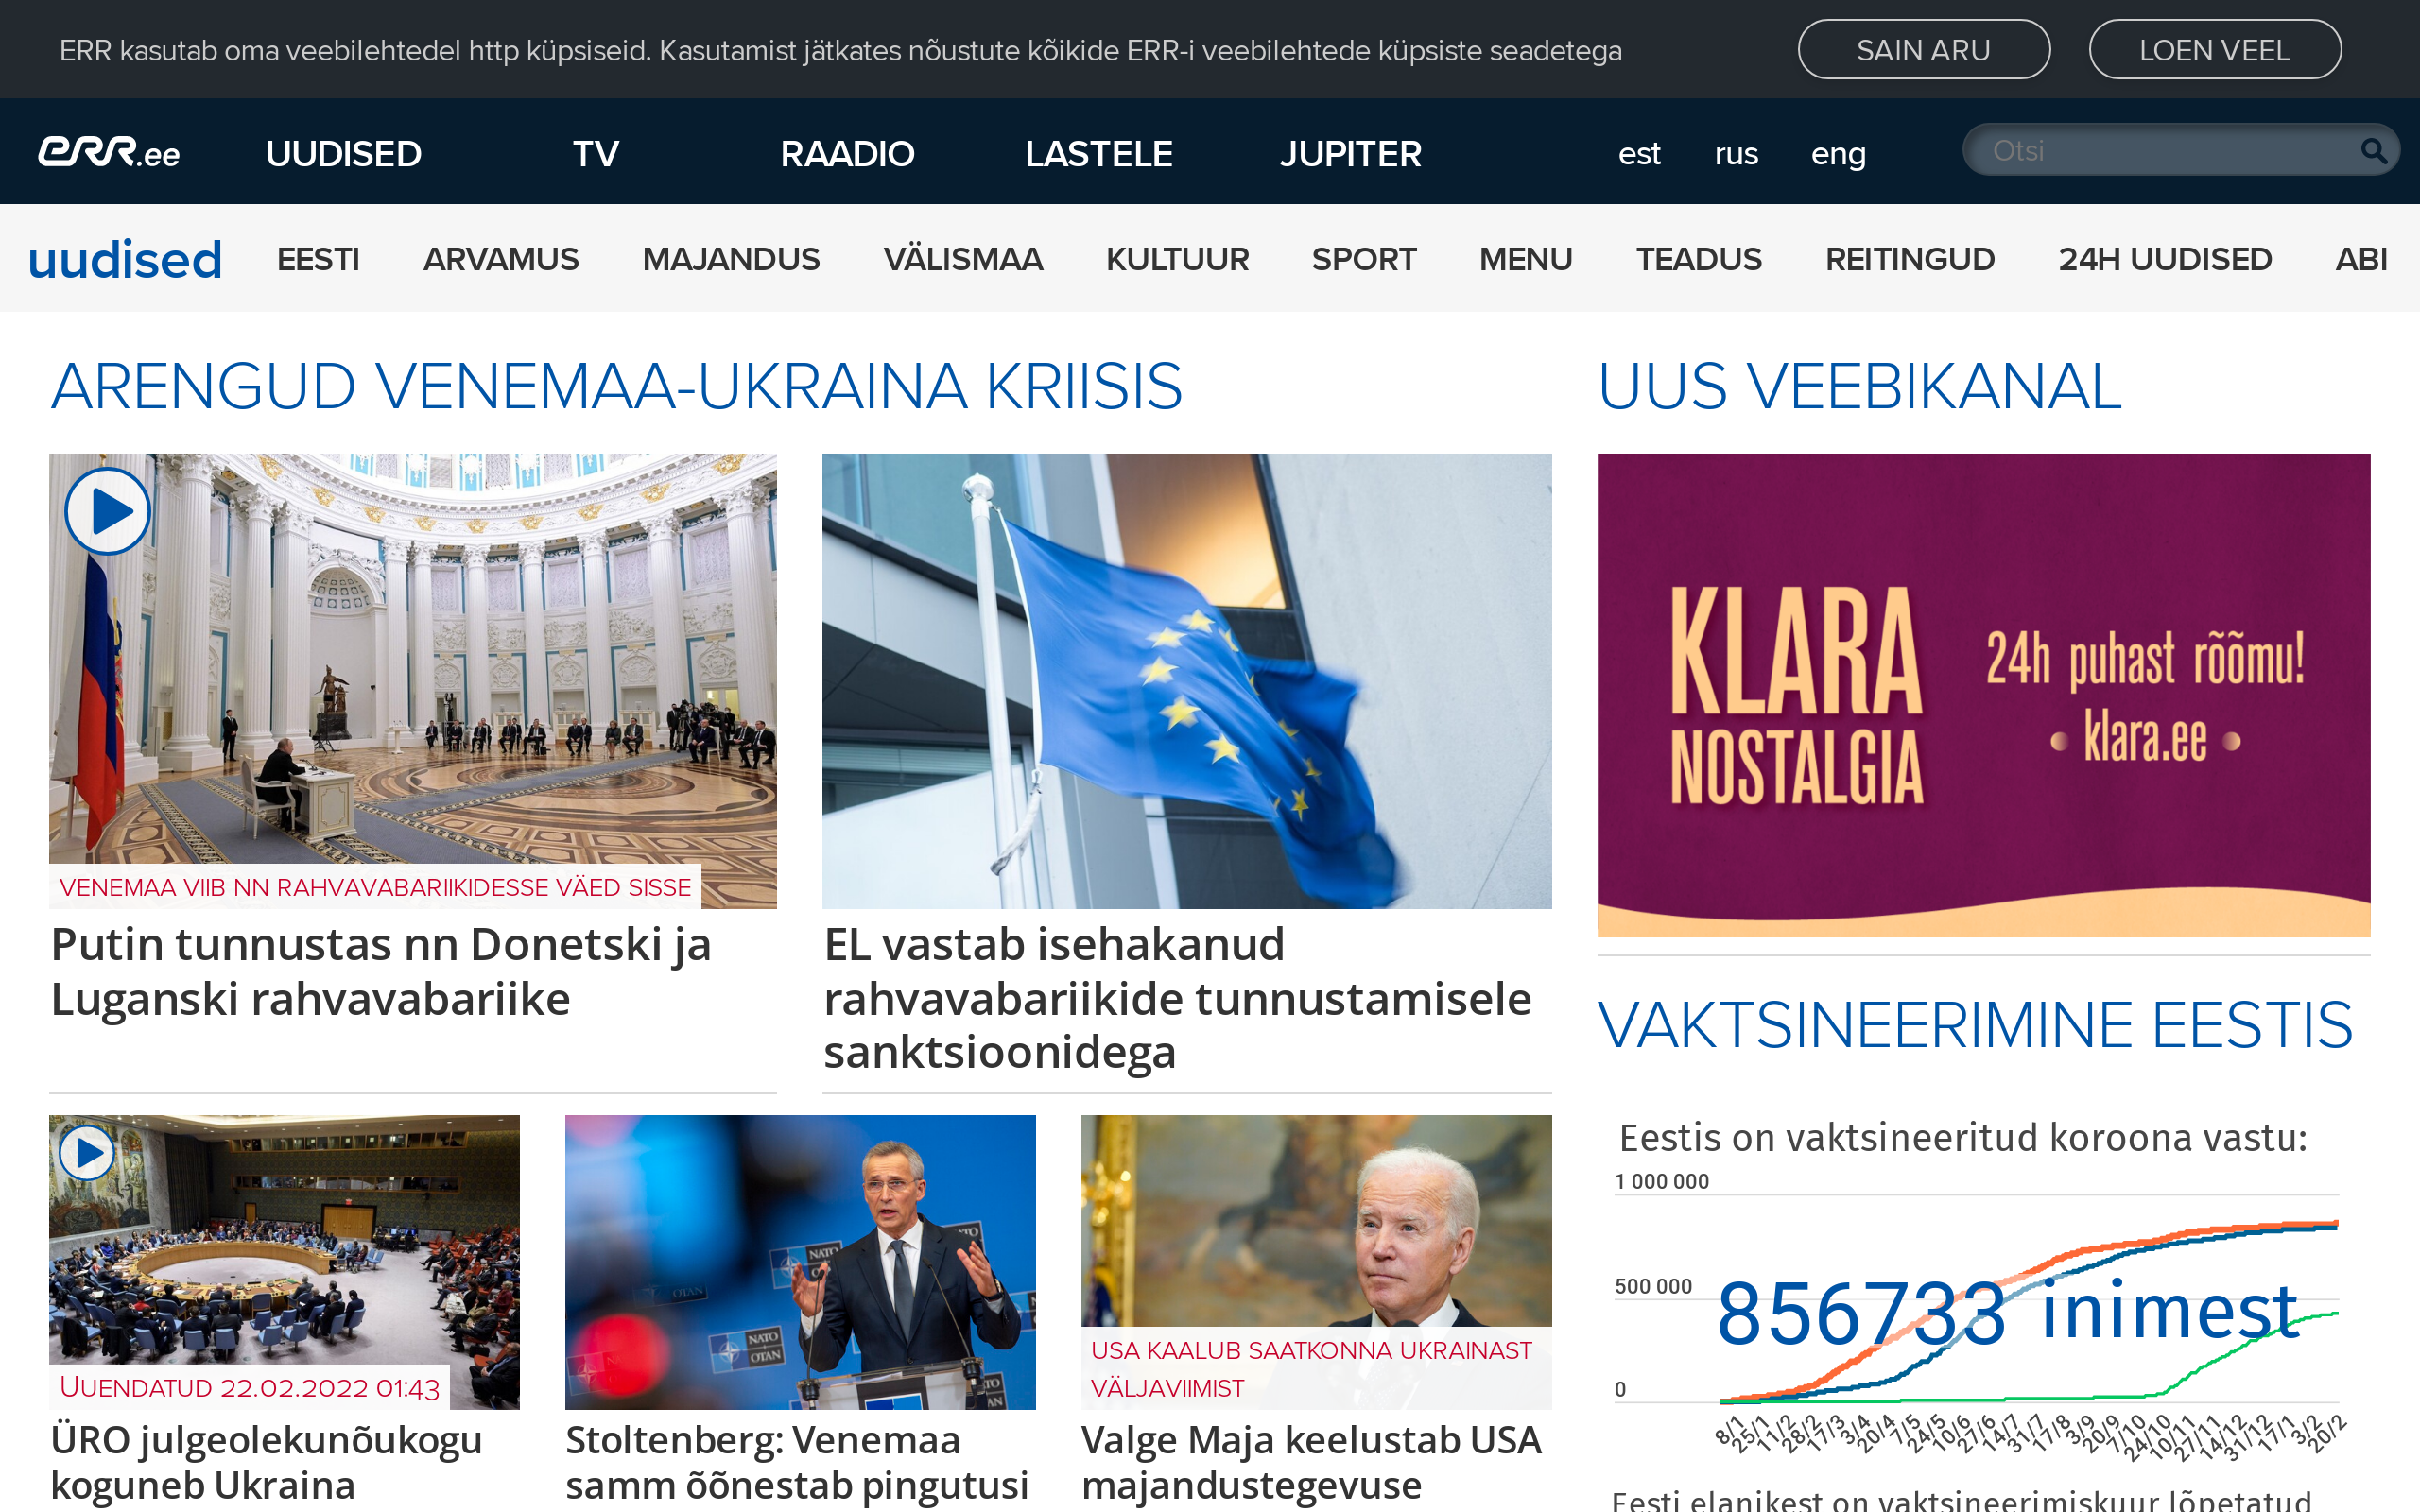 ERR kasutab oma veebilehtedel http küpsiseid. Kasutamist jätkates nõustute kõikide ERR-i veebilehtede küpsiste seadetega
SAIN ARU
LOEN VEEL
err.ee
UUDISED
TV
RAADIO
LASTELE
JUPITER
est
rus
eng
Otsi
uudised
EESTI
ARVAMUS
MAJANDUS
VÄLISMAA
KULTUUR
SPORT
MENU
TEADUS
REITINGUD
24H UUDISED
ABI
ARENGUD VENEMAA-UKRAINA KRIISIS
VENEMAA VIIB NN RAHVAVABARIIKIDESSE VÄED SISSE
Putin tunnustas nn Donetski ja
Luganski rahvavabariike
EL vastab isehakanud
rahvavabariikide tunnustamisele
sanktsioonidega
UUENDATUD 22.02.2022 01:43
ÜRO julgeolekunõukogu
koguneb Ukraina
NATO
OTAN
NATO
OTAN
Stoltenberg: Venemaa
samm õõnestab pingutusi
USA KAALUB SAATKONNA UKRAINAST
VÄLJAVIIMIST
Valge Maja keelustab USA
majandustegevuse
UUS VEEBIKANAL
KLARA
NOSTALGIA
24h puhast rõõmu!
• klara.ee •
VAKTSINEERIMINE EESTIS
Eestis on vaktsineeritud koroona vastu:
1 000 000
500 000
0
856733 inimest
8/1
25/1
11/2
28/2
17/3
3/4
20/4
7/5
24/5
10/6
27/6
14/7
31/7
17/8
3/9
20/9
7/10
24/10
10/11
27/11
14/12
31/12
17/1
3/2
20/2
Eesti elanikest on vaktsineerimiskuur lõpetatud